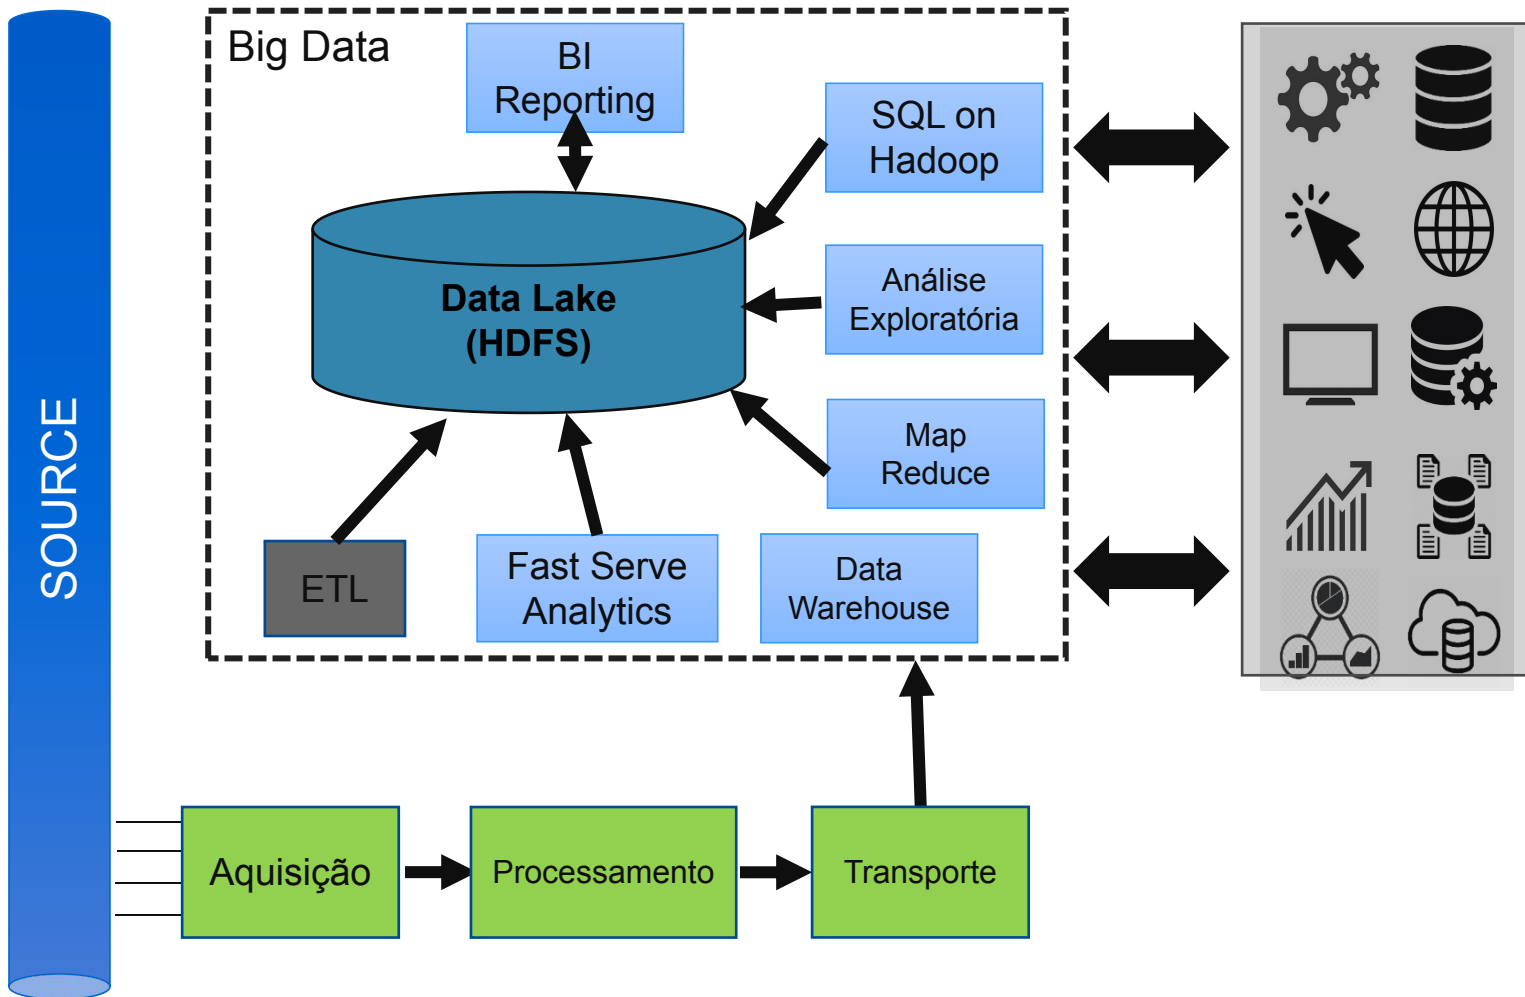 Big Data
BI
Reporting
SQL on
Hadoop
Data Lake
(HDFS)
Análise
Exploratória
Map
Reduce
SOURCE
ETL
Fast Serve
Analytics
Data
Warehouse
Aquisição
Processamento
Transporte